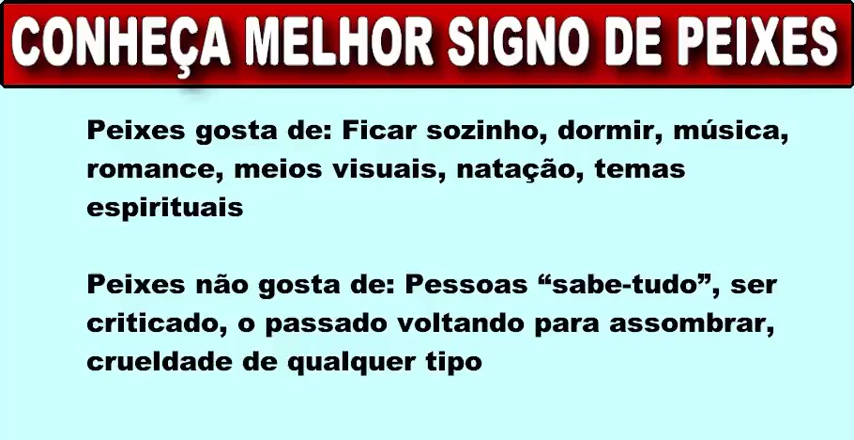 CONHEÇA MELHOR SIGNO DE PEIXES
Peixes gosta de: Ficar sozinho, dormir, música,
romance, meios visuais, natação, temas
espirituais
Peixes não gosta de: Pessoas “sabe-tudo”, ser
criticado, o passado voltando para assombrar,
crueldade de qualquer tipo